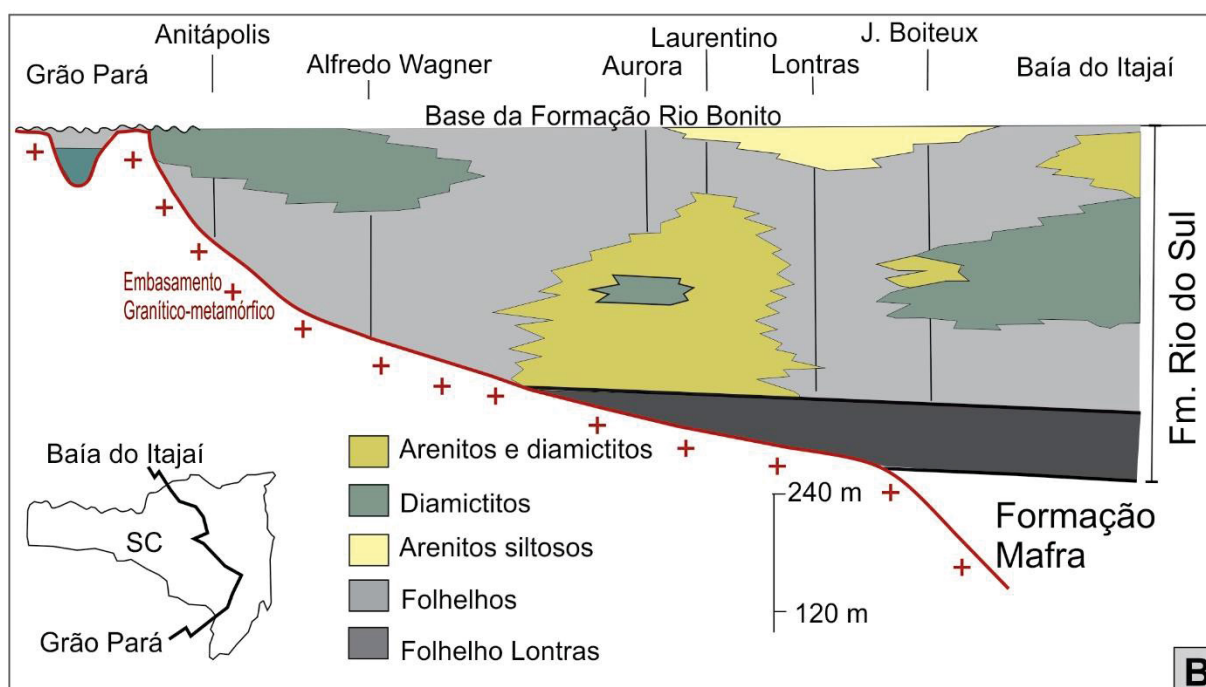 Grão Pará
Anitápolis
Alfredo Wagner
Aurora
Laurentino
Lontras
J. Boiteux
Baía do Itajaí
Base da Formação Rio Bonito
Embasamento
Granítico-metamórfico
Fm. Rio do Sul
Formação
Mafra
240 m
120 m
Baía do Itajaí
SC
Grão Pará
Arenitos e diamictitos
Diamictitos
Arenitos siltosos
Folhelhos
Folhelho Lontras
B